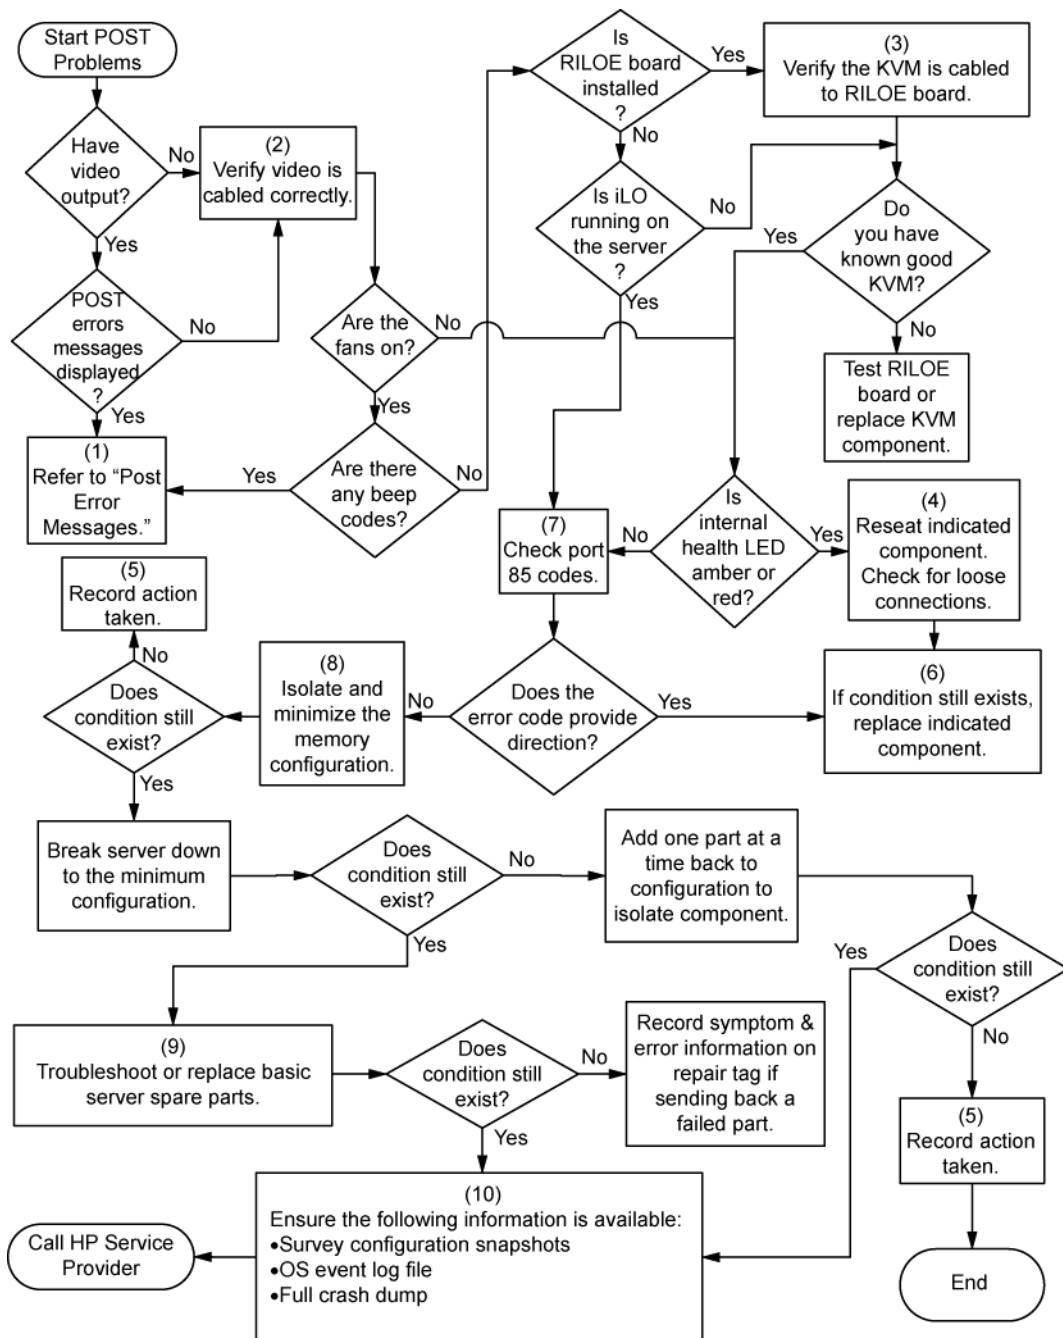 Start POST
Problems
Have
video
output?
No
Yes
(2)
Verify video is
cabled correctly.
POST
errors
messages
displayed
?
No
Yes
(1)
Refer to “Post
Error
Messages.”
Are the
fans on?
No
Yes
Are there
any beep
codes?
Yes
No
Is
RILOE board
installed
?
Yes
No
(3)
Verify the KVM is cabled
to RILOE board.
Is iLO
running on
the server
?
No
Yes
Do
you have
known good
KVM?
Yes
No
Test RILOE
board or
replace KVM
component.
Is
internal
health LED
amber or
red?
No
Yes
(4)
Reseat indicated
component.
Check for loose
connections.
(7)
Check port
85 codes.
(6)
If condition still exists,
replace indicated
component.
Does the
error code provide
direction?
No
Yes
(8)
Isolate and
minimize the
memory
configuration.
(5)
Record action
taken.
No
Does
condition still
exist?
Yes
Break server down
to the minimum
configuration.
Does
condition still
exist?
No
Yes
Add one part at a
time back to
configuration to
isolate component.
Does
condition still
exist?
Yes
No
(9)
Troubleshoot or replace basic
server spare parts.
Does
condition still
exist?
No
Yes
Record symptom &
error information on
repair tag if
sending back a
failed part.
(5)
Record action
taken.
(10)
Ensure the following information is available:
•Survey configuration snapshots
•OS event log file
•Full crash dump
Call HP Service
Provider
End